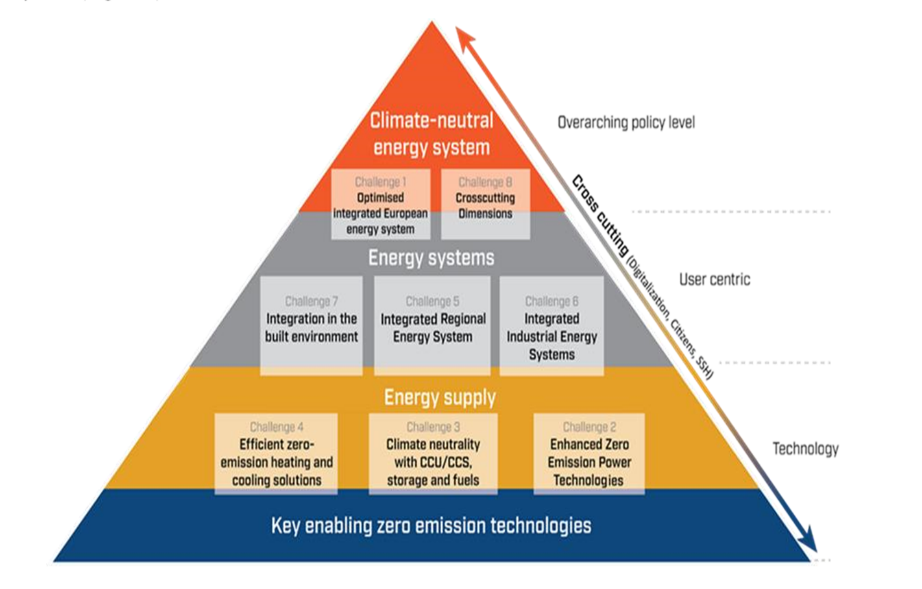 Climate-neutral
energy system
Challenge 1
Optimised
integrated European
energy system
Challenge 8
Crosscutting
Dimensions
Energy systems
Challenge 7
Integration in the
built environment
Challenge 5
Integrated Regional
Energy System
Challenge 6
Integrated
Industrial Energy
Systems
Energy supply
Challenge 4
Efficient zero-
emission heating and
cooling solutions
Challenge 3
Climate neutrality
with CCU/CCS,
storage and fuels
Challenge 2
Enhanced Zero
Emission Power
Technologies
Key enabling zero emission technologies
Cross cutting (Digitalization, Citizens, SSH)
Overarching policy level
User centric
Technology